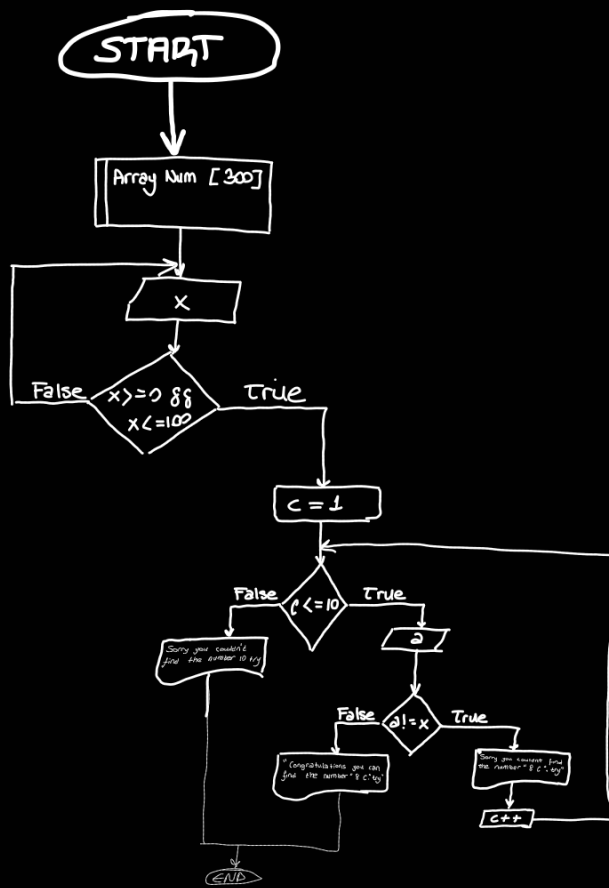 START
Array Num [300]
x
x>=0 &&
x<=100
False
True
c = 1
c<=10
False
True
Sorry you couldn't
find the number 10 try
a
a!=x
False
True
"Congratulations you can
find the number" & c "try"
"Sorry you couldn't find
the number" & c "try"
c++
END